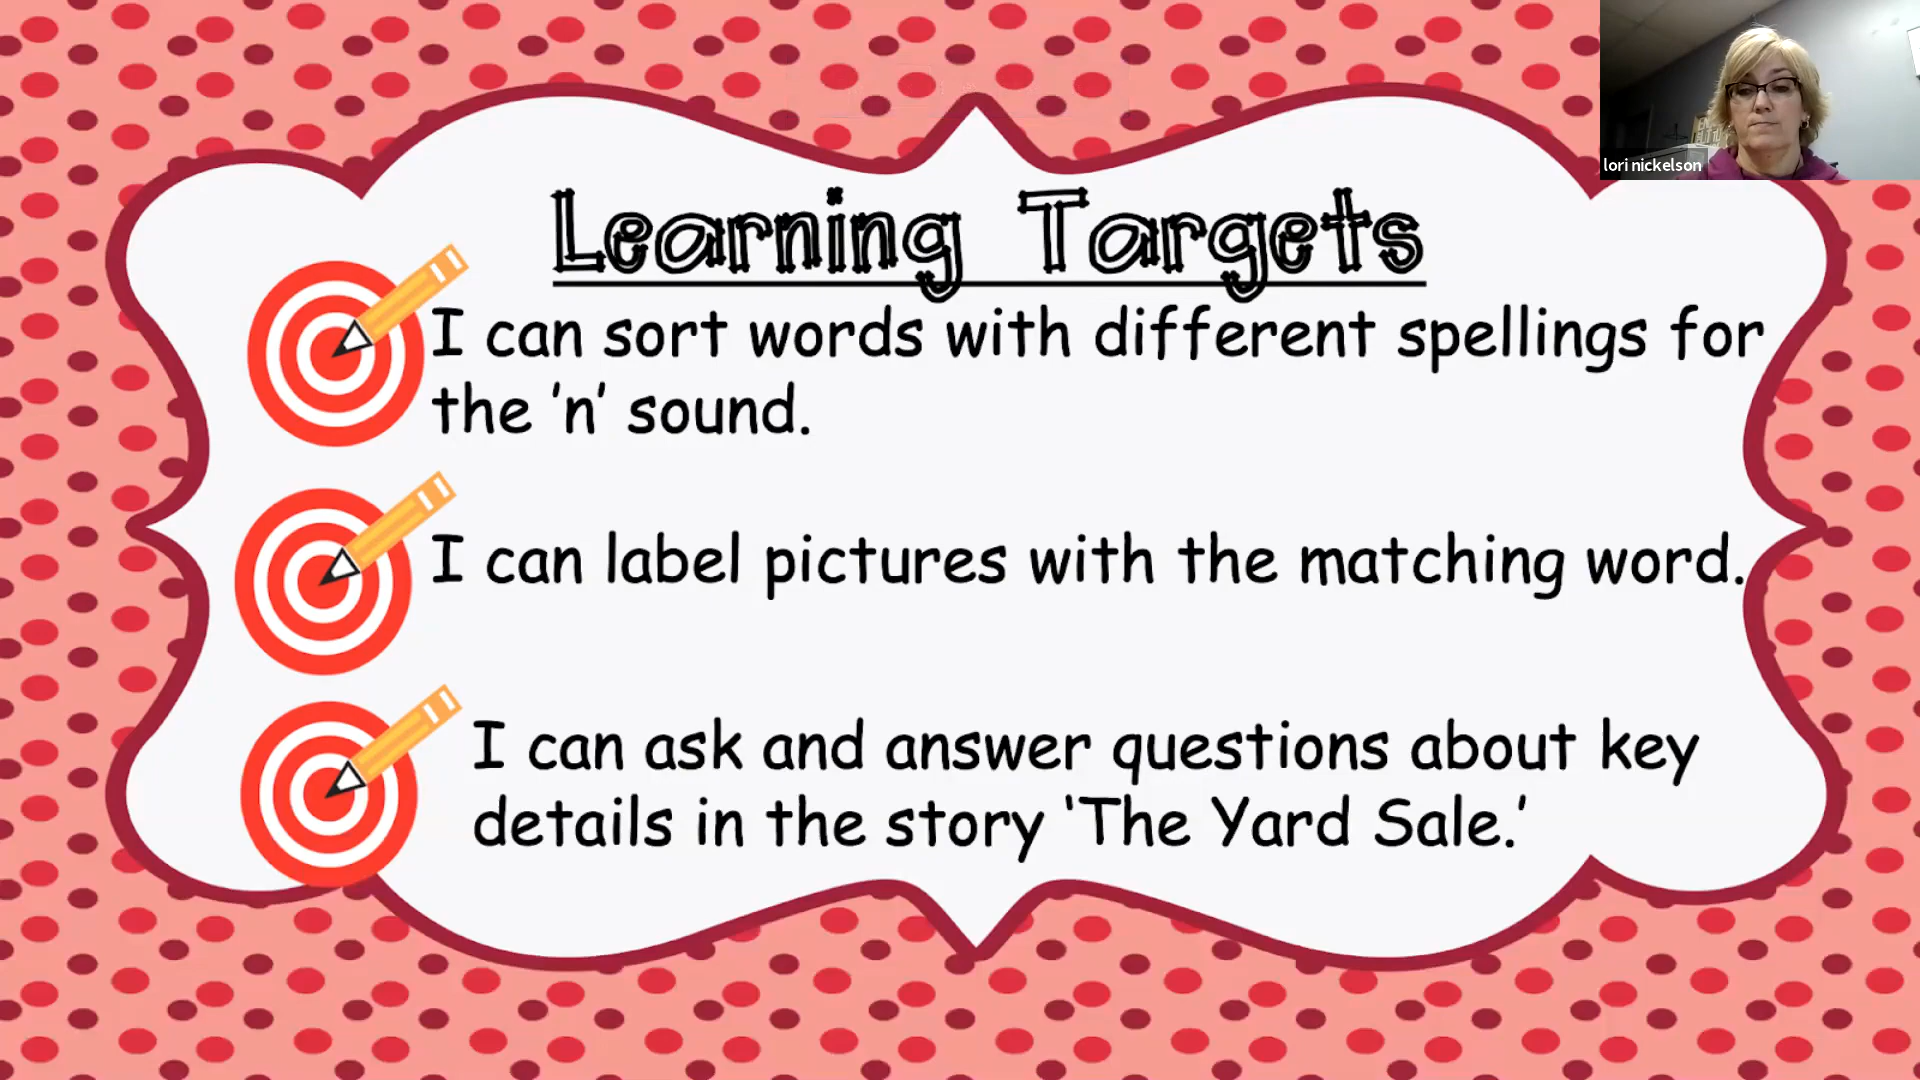 lori nickelson
Learning Targets
I can sort words with different spellings for
the 'n' sound.
I can label pictures with the matching word.
I can ask and answer questions about key
details in the story 'The Yard Sale.'